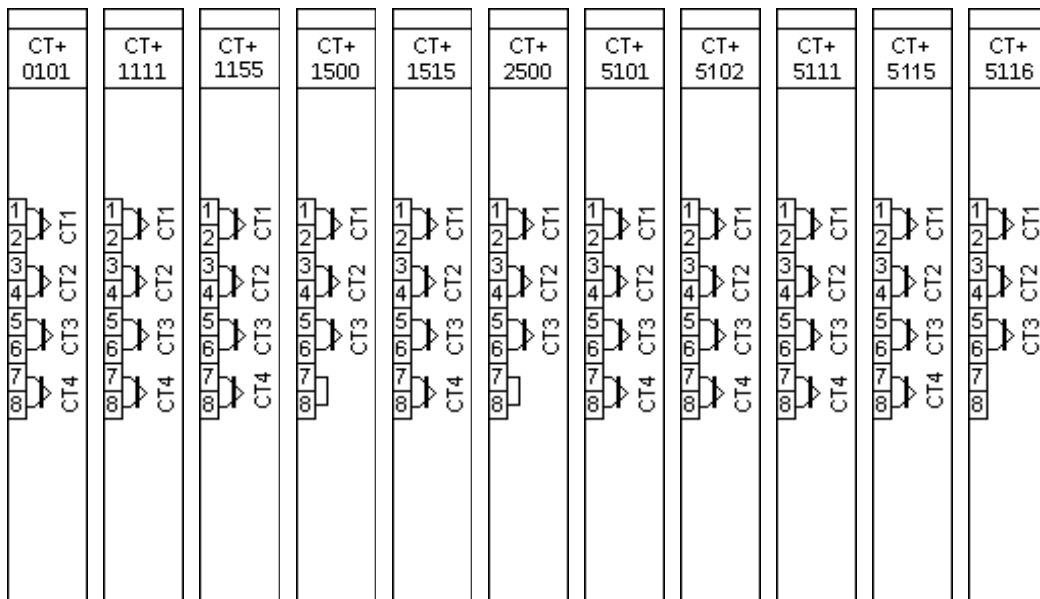 CT+ 0101
1 CT1
2
3 CT2
4
5 CT3
6
7 CT4
8
CT+ 1111
1 CT1
2
3 CT2
4
5 CT3
6
7 CT4
8
CT+ 1155
1 CT1
2
3 CT2
4
5 CT3
6
7 CT4
8
CT+ 1500
1 CT1
2
3 CT2
4
5 CT3
6
7
8
CT+ 1515
1 CT1
2
3 CT2
4
5 CT3
6
7 CT4
8
CT+ 2500
1 CT1
2
3 CT2
4
5 CT3
6
7
8
CT+ 5101
1 CT1
2
3 CT2
4
5 CT3
6
7 CT4
8
CT+ 5102
1 CT1
2
3 CT2
4
5 CT3
6
7 CT4
8
CT+ 5111
1 CT1
2
3 CT2
4
5 CT3
6
7 CT4
8
CT+ 5115
1 CT1
2
3 CT2
4
5 CT3
6
7 CT4
8
CT+ 5116
1 CT1
2
3 CT2
4
5 CT3
6
7
8